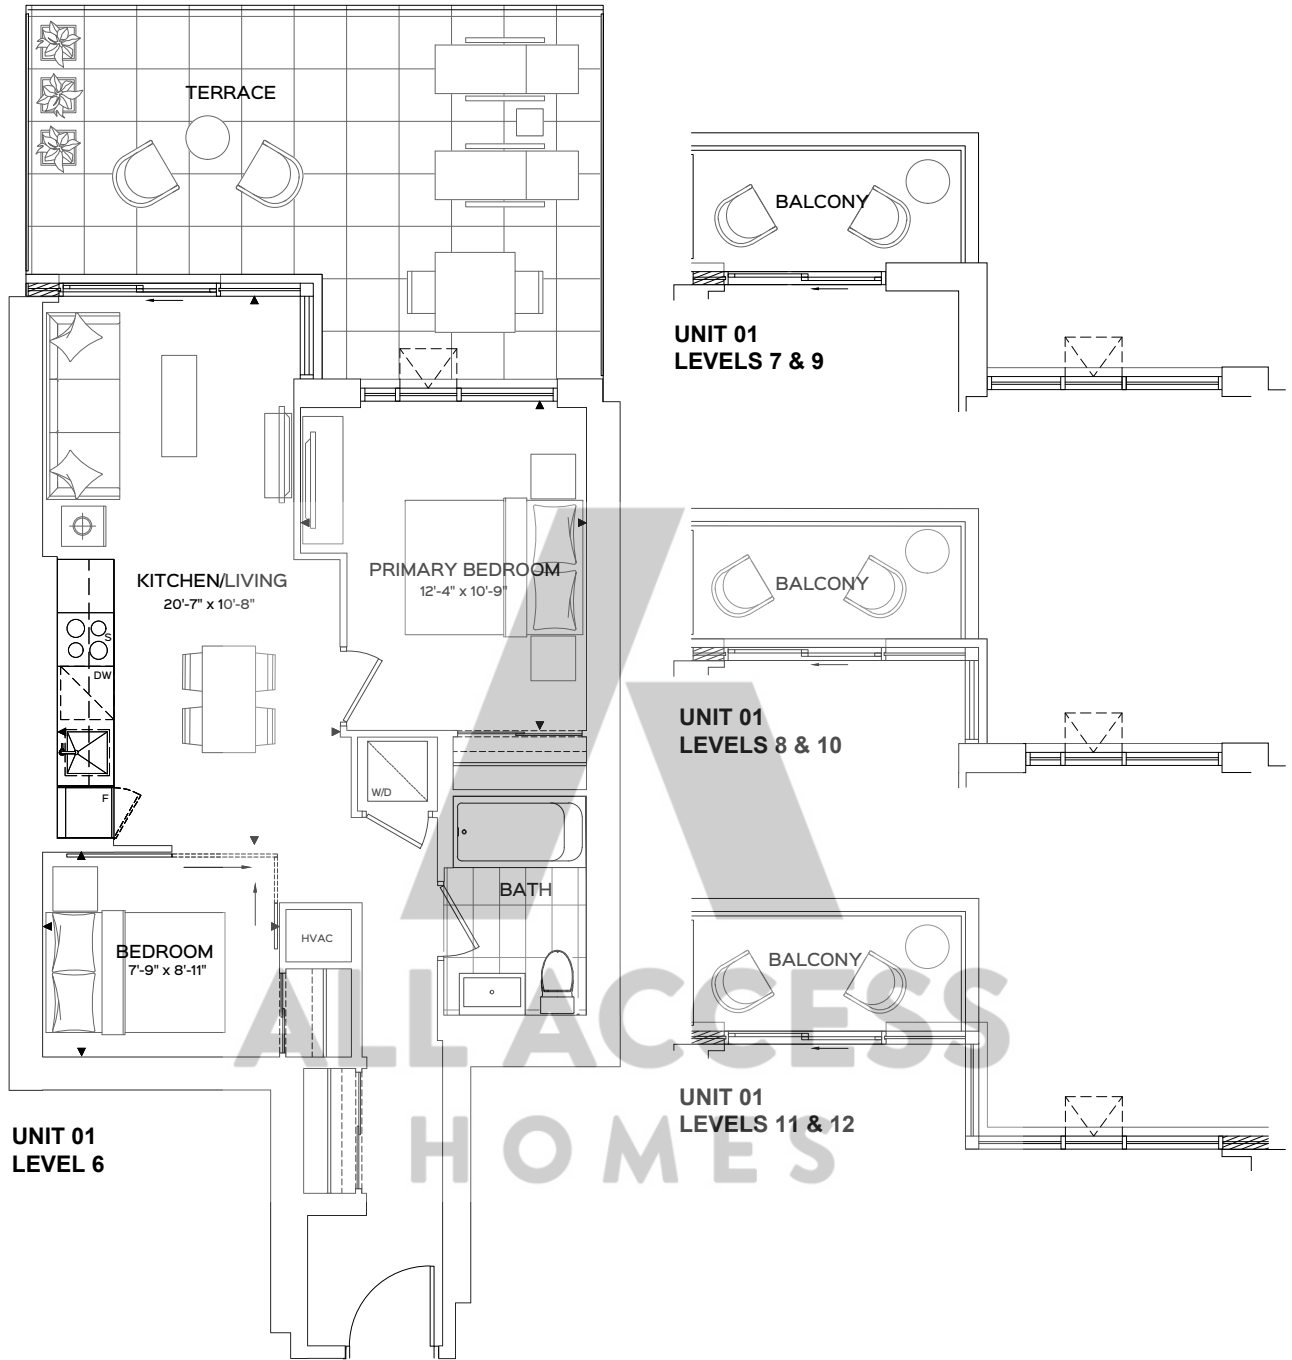 TERRACE
KITCHEN/LIVING
20'-7" x 10'-8"
PRIMARY BEDROOM
12'-4" x 10'-9"
S
DW
F
W/D
BATH
HVAC
BEDROOM
7'-9" x 8'-11"
UNIT 01
LEVEL 6
BALCONY
UNIT 01
LEVELS 7 & 9
BALCONY
UNIT 01
LEVELS 8 & 10
BALCONY
UNIT 01
LEVELS 11 & 12
ALL ACCESS
HOMES